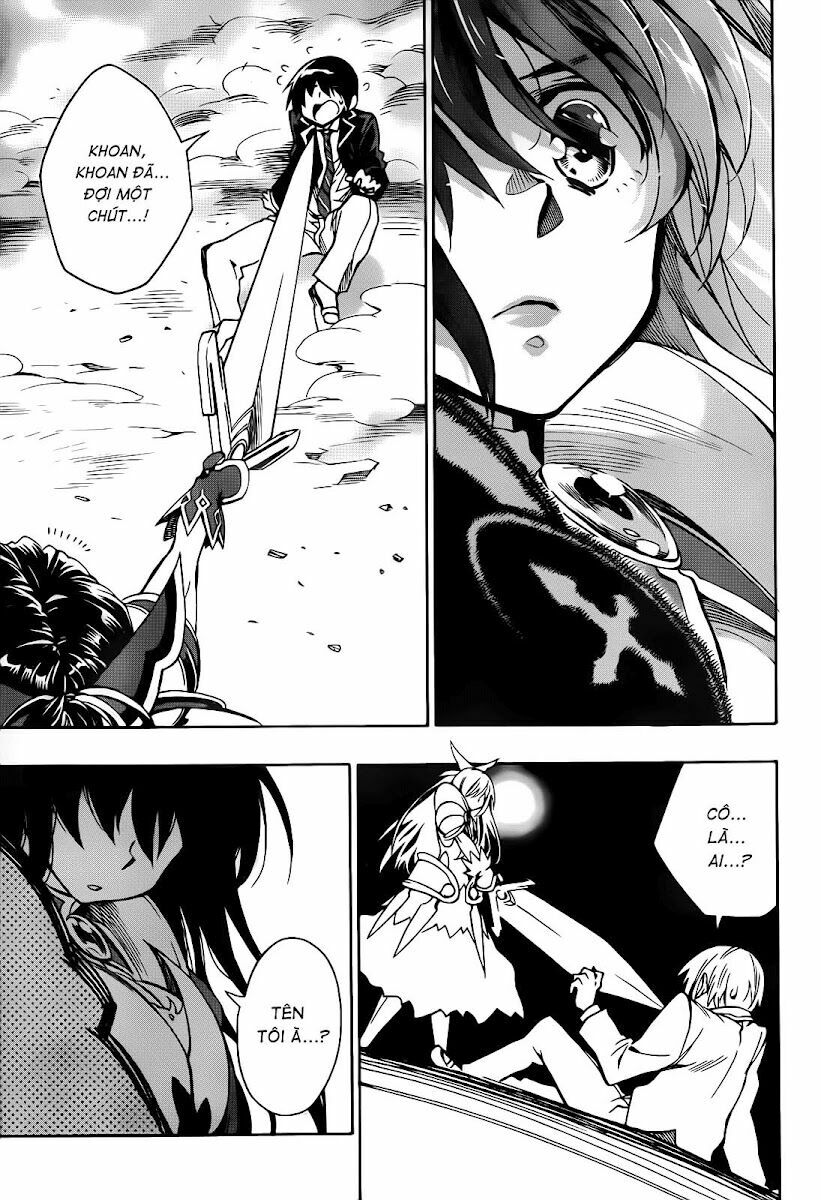 KHOAN,
KHOAN ĐÃ...
ĐỢI MỘT
CHÚT...!
CÔ...
LÀ...
AI...?
TÊN
TÔI À...?